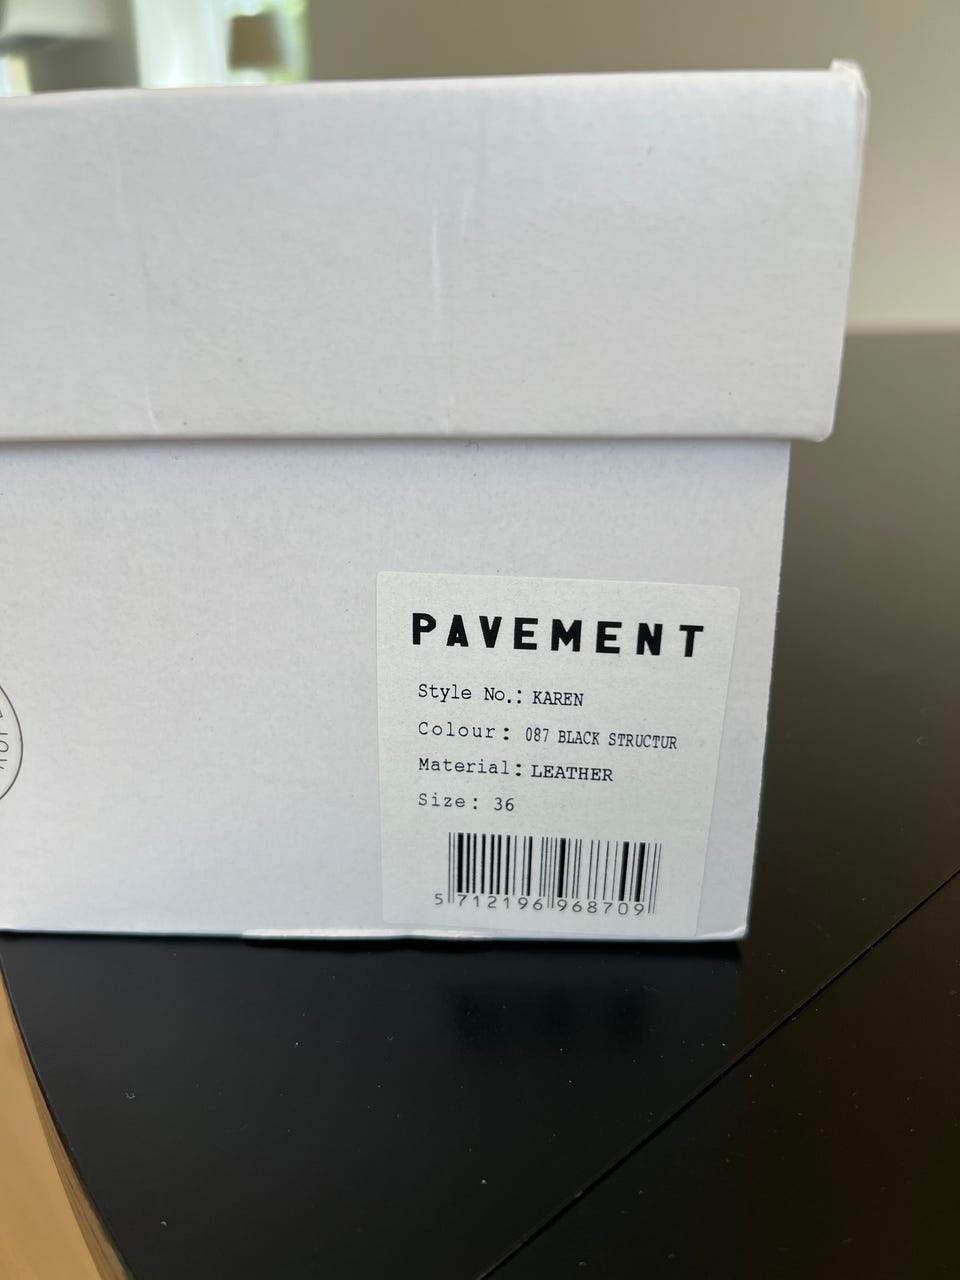 PAVEMENT
Style No.: KAREN
Colour: 087 BLACK STRUCTUR
Material: LEATHER
Size: 36
5 712196 968709